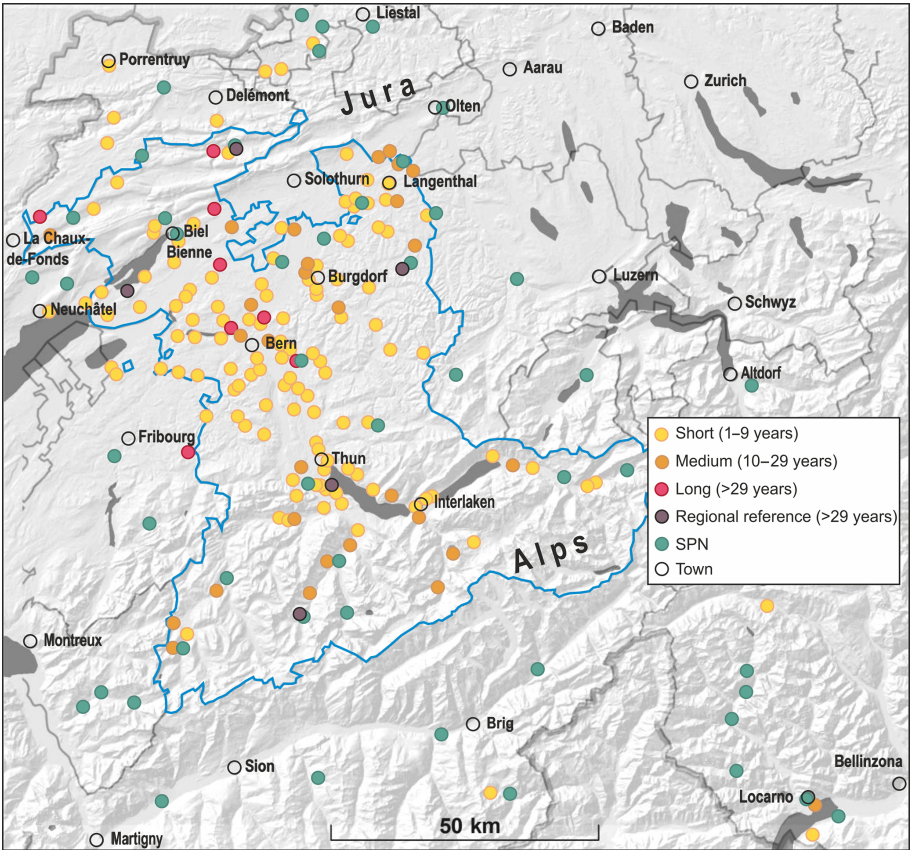 Liestal
Baden
Porrentruy
Aarau
Zurich
Delémont
Jura
Olten
Solothurn
Langenthal
Biel
Bienne
La Chaux-
de-Fonds
Burgdorf
Luzern
Neuchâtel
Schwyz
Bern
Altdorf
Fribourg
Thun
Interlaken
Alps
Short (1–9 years)
Medium (10–29 years)
Long (>29 years)
Regional reference (>29 years)
SPN
Town
Montreux
Brig
Sion
Bellinzona
Locarno
50 km
Martigny